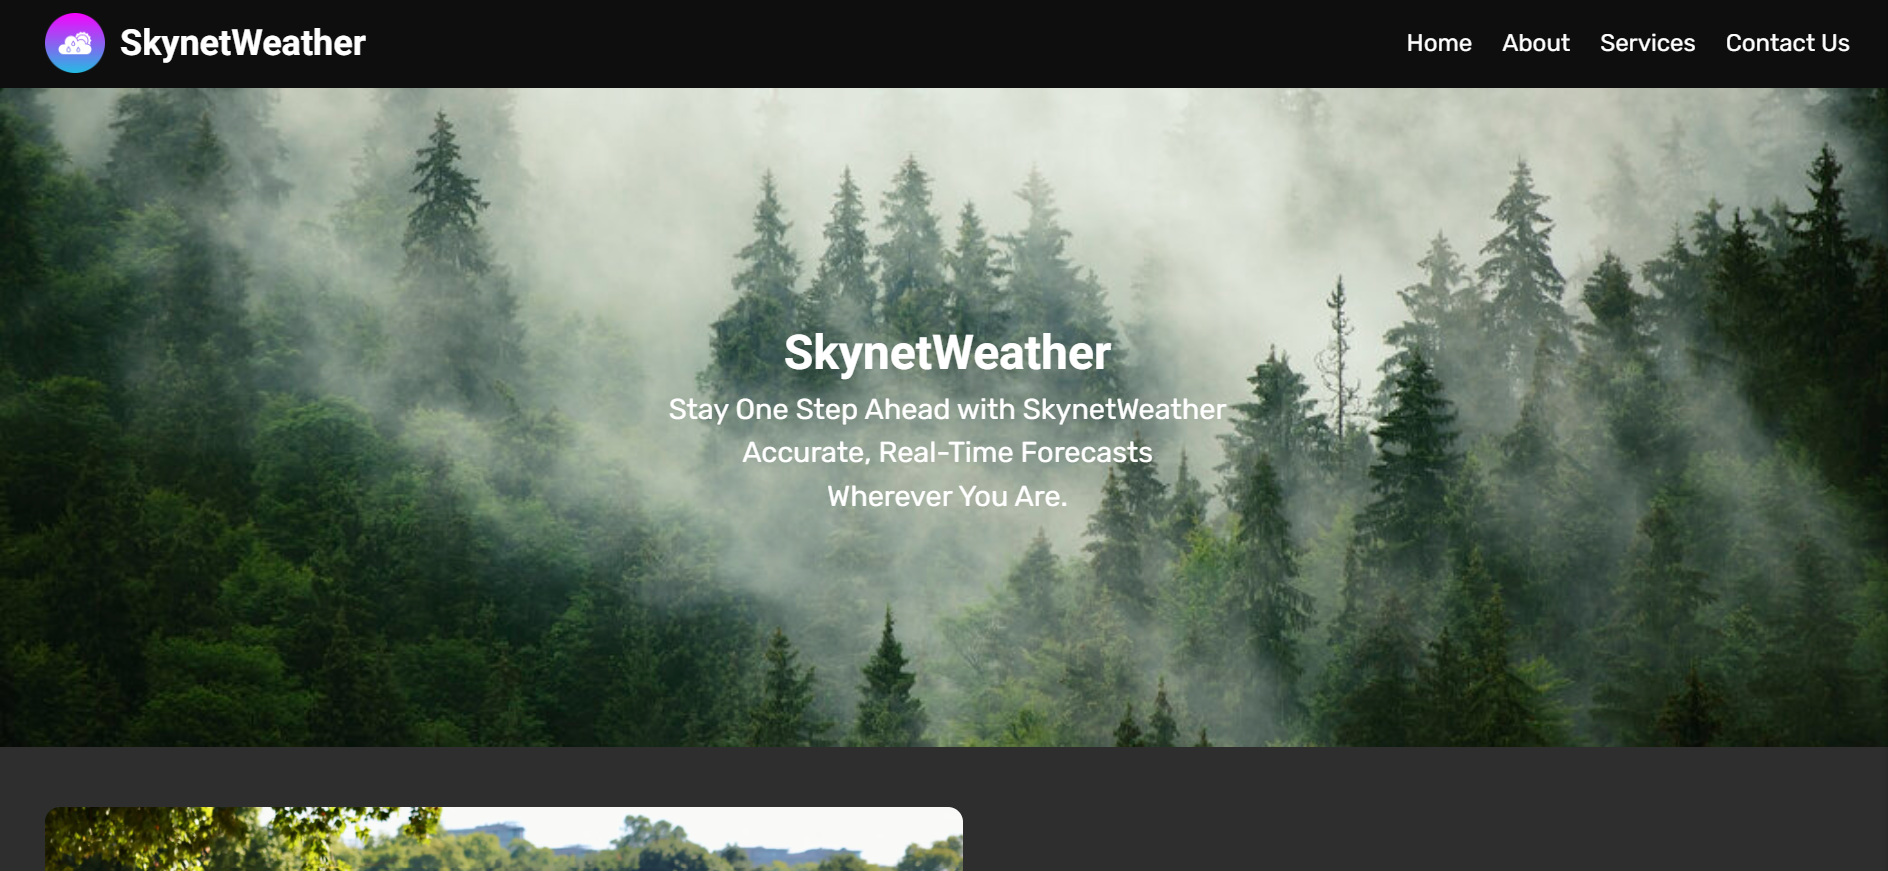 SkynetWeather
Home About Services Contact Us
SkynetWeather
Stay One Step Ahead with SkynetWeather
Accurate, Real-Time Forecasts
Wherever You Are.